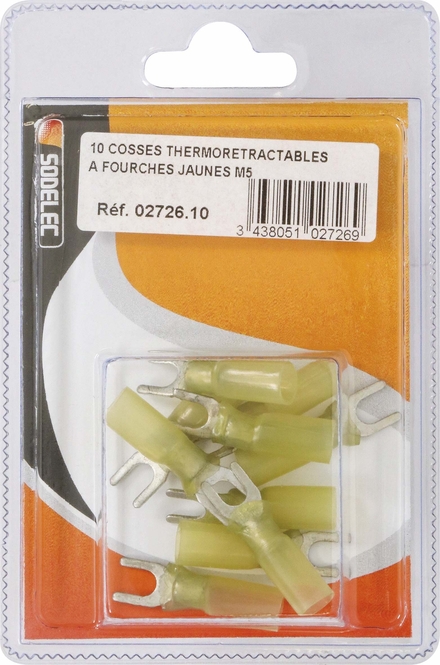 SODELEC
10 COSSES THERMORETRACTABLES
A FOURCHES JAUNES M5
Réf. 02726.10
3 438051 027269